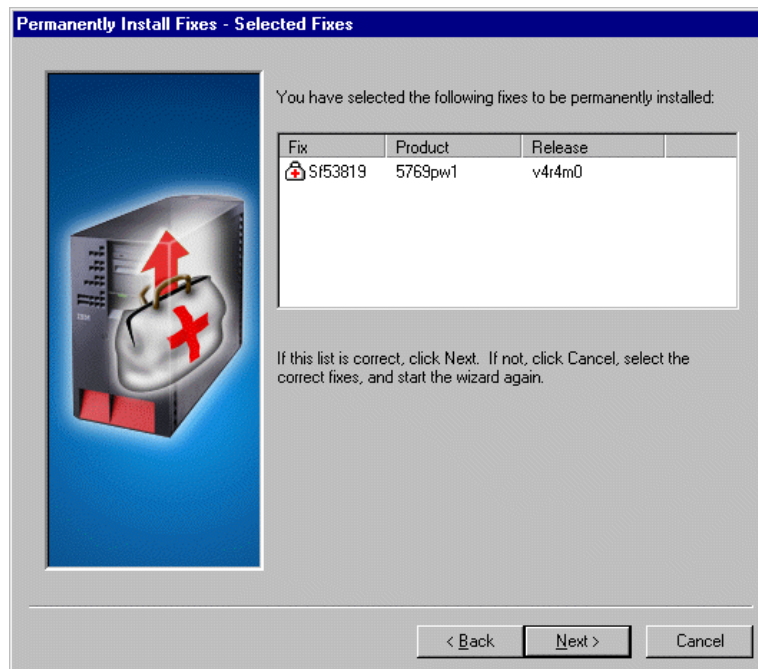 Permanently Install Fixes - Selected Fixes
You have selected the following fixes to be permanently installed:
Fix Product Release
Sf53819 5769pw1 v4r4m0
IBM
If this list is correct, click Next. If not, click Cancel, select the
correct fixes, and start the wizard again.
< Back Next > Cancel